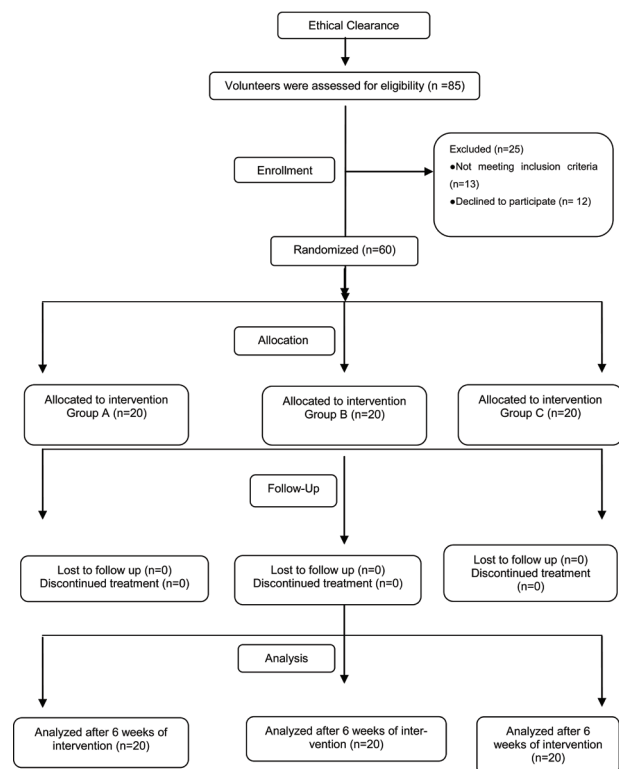 Ethical Clearance
Volunteers were assessed for eligibility (n =85)
Excluded (n=25)
●Not meeting inclusion criteria
(n=13)
●Declined to participate (n= 12)
Enrollment
Randomized (n=60)
Allocation
Allocated to intervention
Group A (n=20)
Allocated to intervention
Group B (n=20)
Allocated to intervention
Group C (n=20)
Follow-Up
Lost to follow up (n=0)
Discontinued treatment (n=0)
Lost to follow up (n=0)
Discontinued treatment (n=0)
Lost to follow up (n=0)
Discontinued treatment
(n=0)
Analysis
Analyzed after 6 weeks of
intervention (n=20)
Analyzed after 6 weeks of inter-
vention (n=20)
Analyzed after 6
weeks of intervention
(n=20)